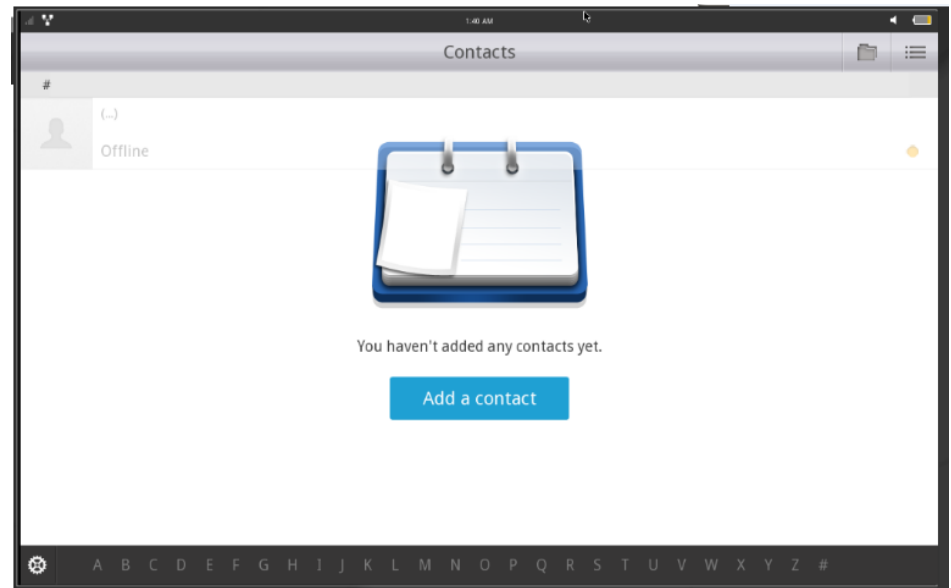 1:40 AM
Contacts
#
(...)
Offline
You haven't added any contacts yet.
Add a contact
A B C D E F G H I J K L M N O P Q R S T U V W X Y Z #